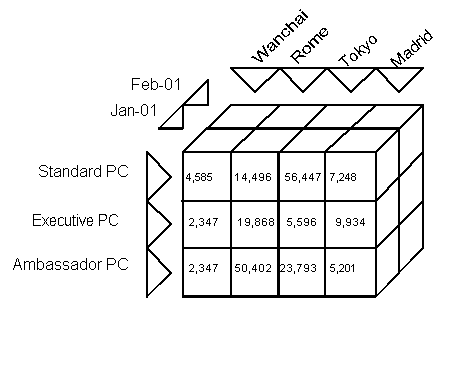 Wanchai Rome Tokyo Madrid
Feb-01
Jan-01
Standard PC 4,585 14,496 56,447 7,248
Executive PC 2,347 19,868 5,596 9,934
Ambassador PC 2,347 50,402 23,793 5,201